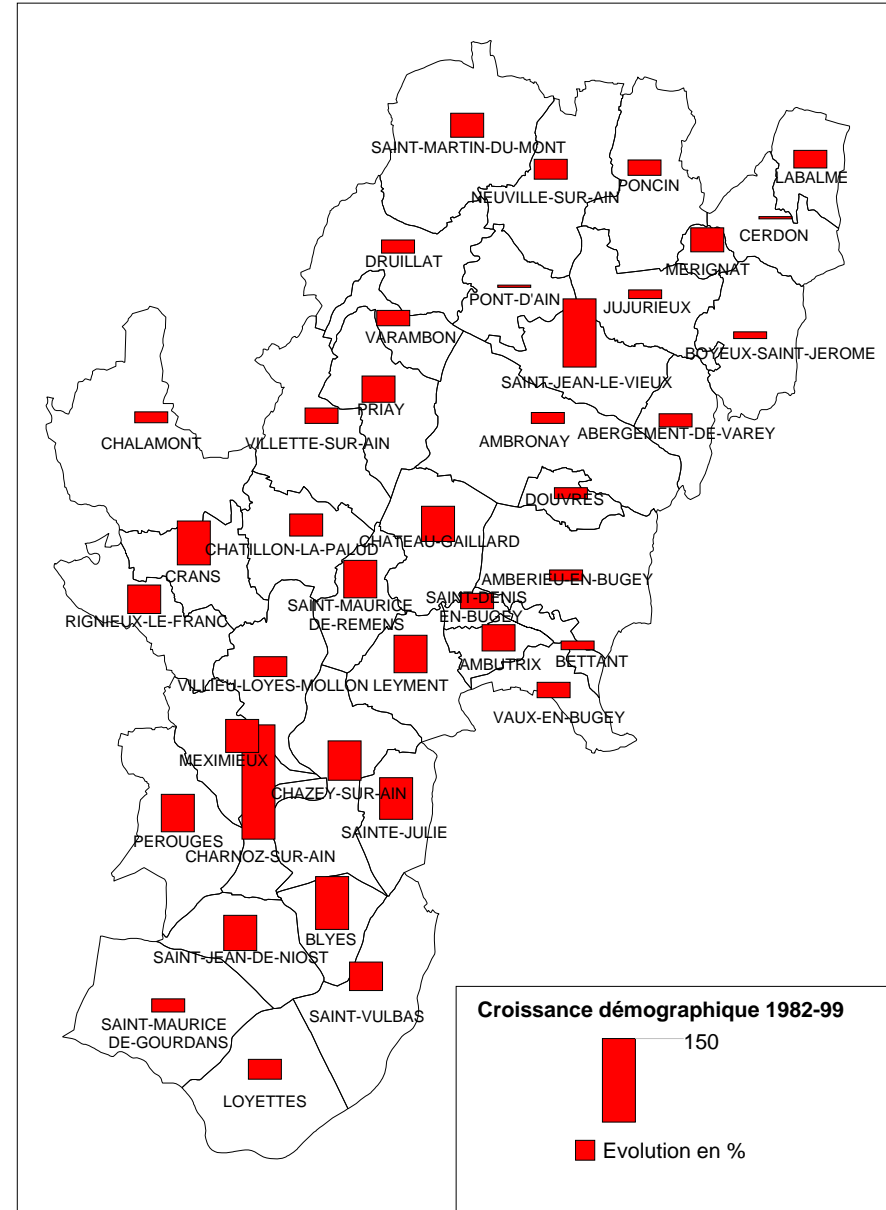 SAINT-MARTIN-DU-MONT
LABALME
PONCIN
NEUVILLE-SUR-AIN
CERDON
DRUILLAT
MERIGNAT
PONT-D'AIN
JUJURIEUX
VARAMBON
BOYEUX-SAINT-JEROME
SAINT-JEAN-LE-VIEUX
PRIAY
CHALAMONT
VILLETTE-SUR-AIN
AMBRONAY
ABERGEMENT-DE-VAREY
DOUVRES
CHATILLON-LA-PALUD
CHATEAU-GAILLARD
CRANS
AMBERIEU-EN-BUGEY
RIGNIEUX-LE-FRANC
SAINT-MAURICE
DE-REMENS
SAINT-DENIS
EN-BUGEY
AMBUTRIX
BETTANT
VILLIEU-LOYES-MOLLON
LEYMENT
VAUX-EN-BUGEY
MEXIMIEUX
CHAZEY-SUR-AIN
SAINTE-JULIE
PEROUGES
CHARNOZ-SUR-AIN
BLYES
SAINT-JEAN-DE-NIOST
SAINT-VULBAS
SAINT-MAURICE
DE-GOURDANS
LOYETTES
Croissance démographique 1982-99
150
Evolution en %